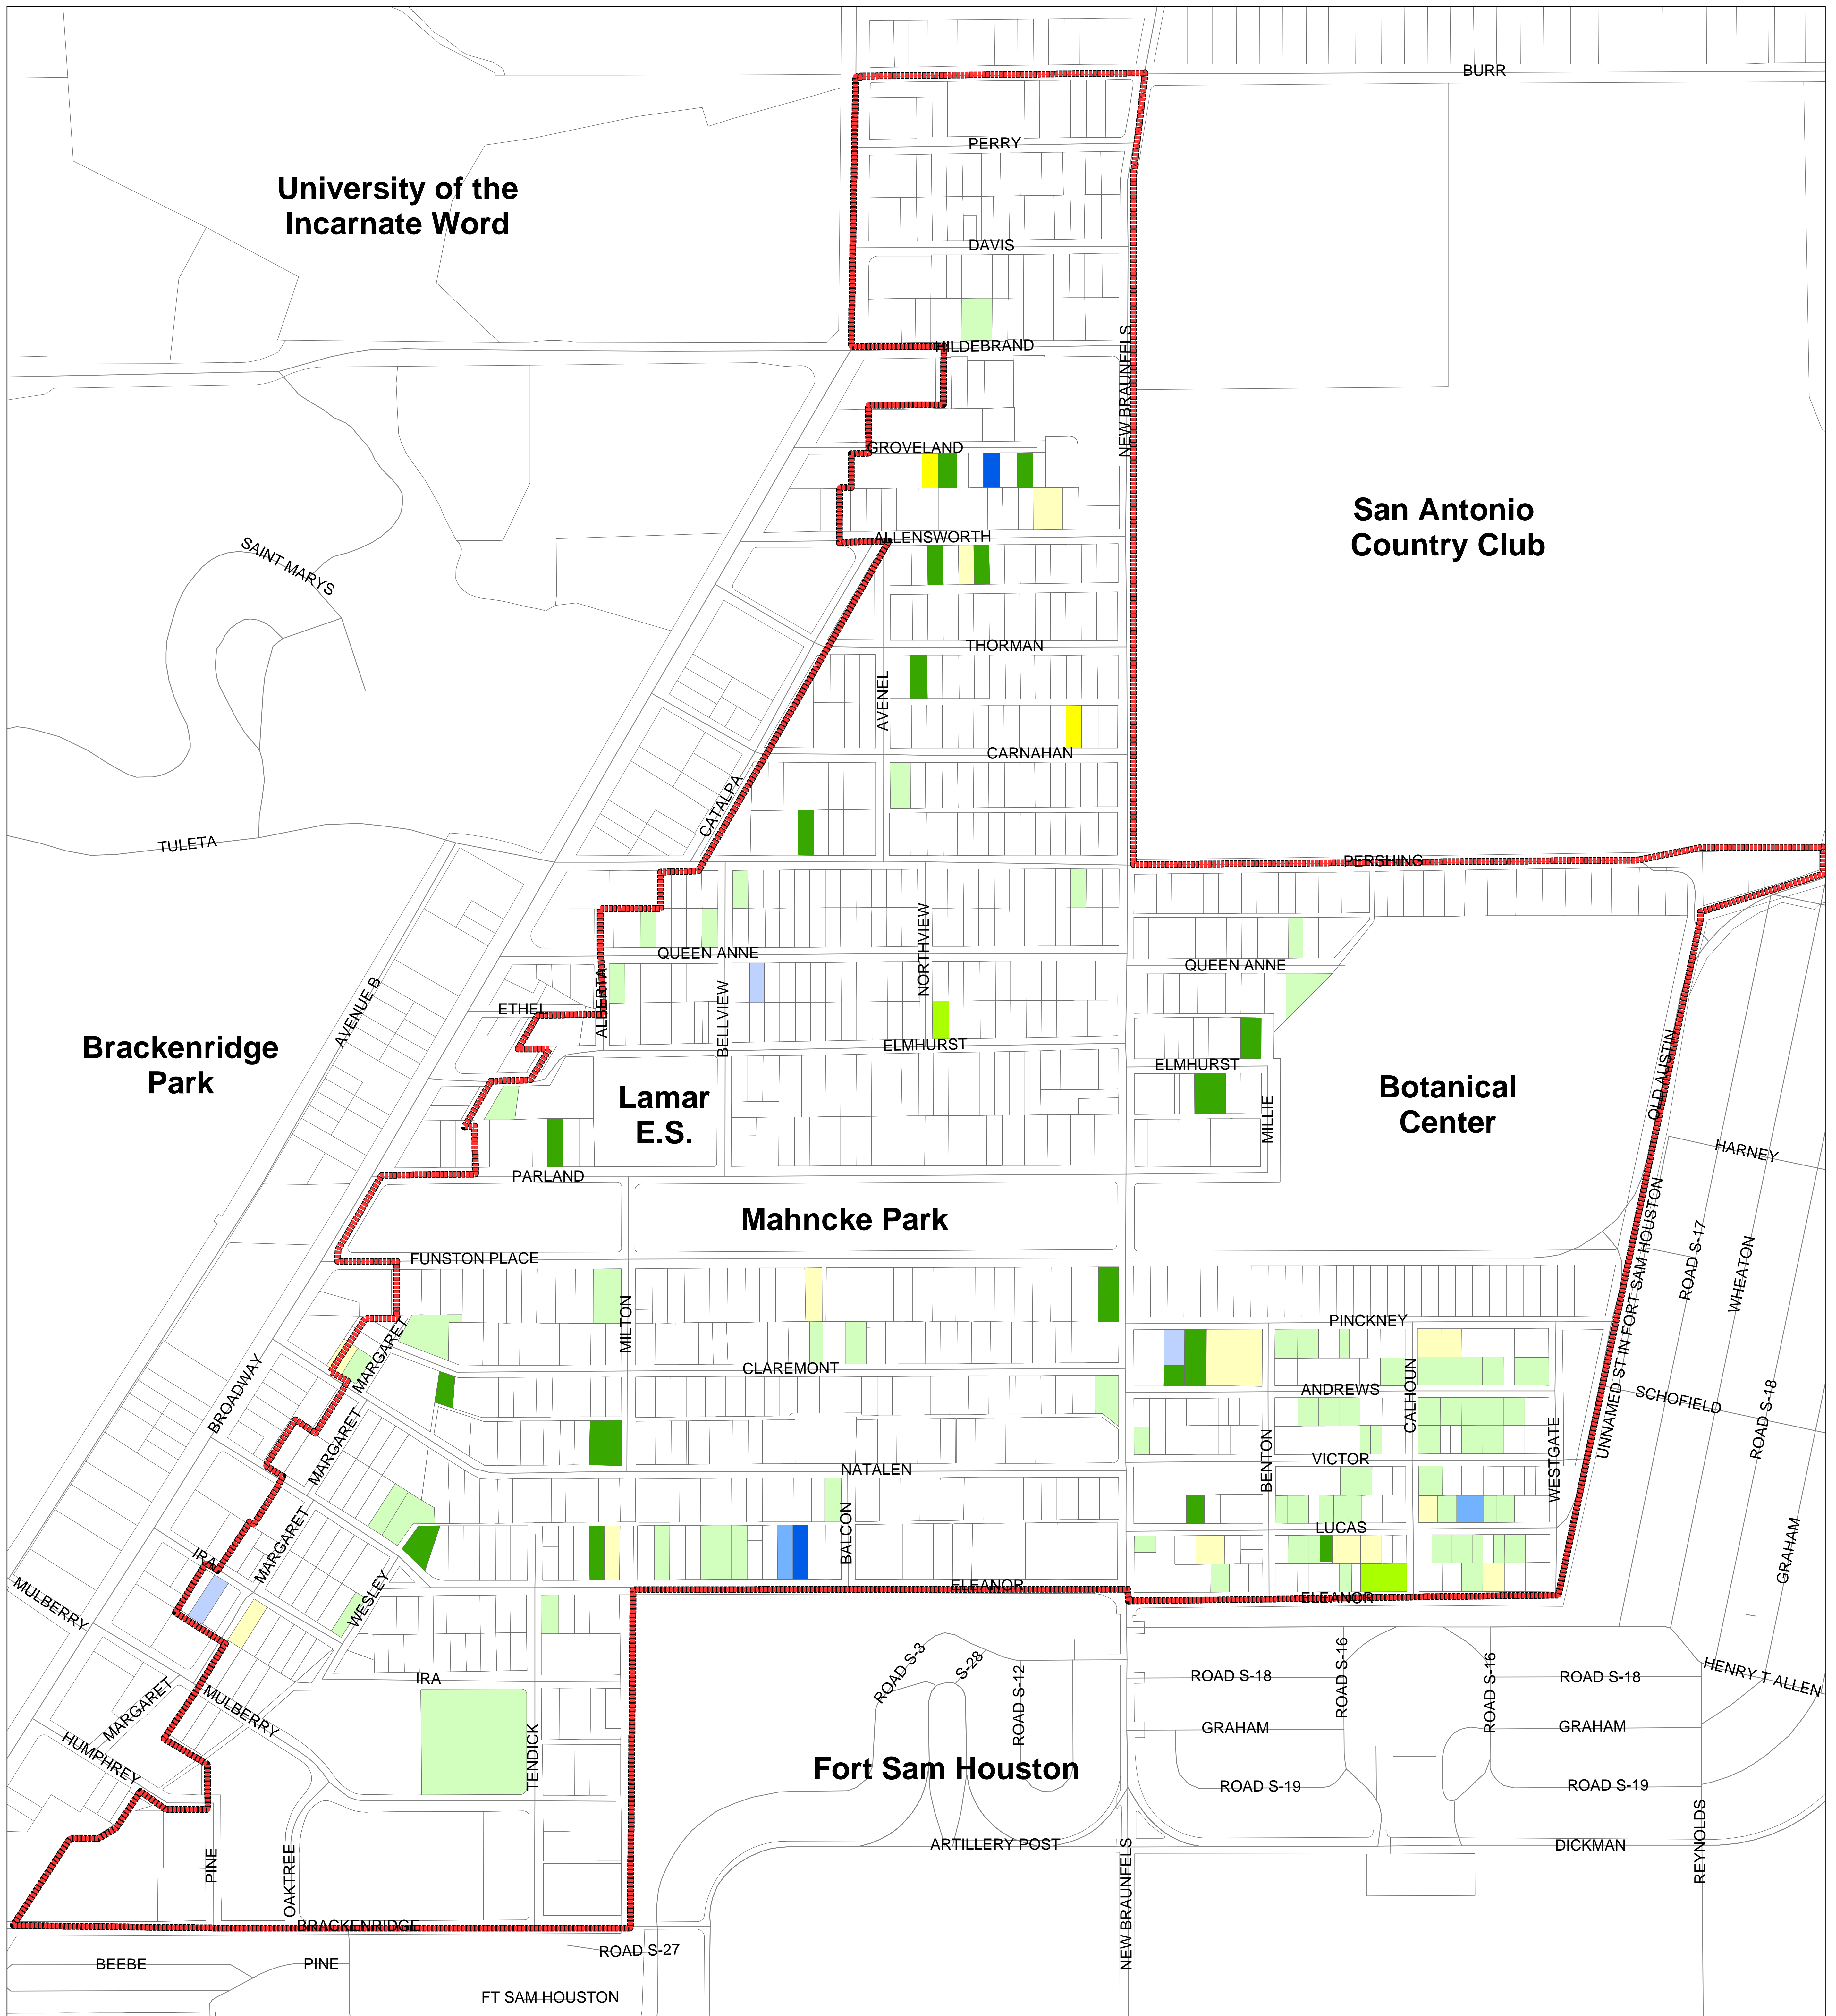 BURR
PERRY
University of the
Incarnate Word
DAVIS
HILDEBRAND
NEW BRAUNFELS
GROVELAND
San Antonio
Country Club
ALLENSWORTH
SAINT MARYS
THORMAN
AVENEL
CARNAHAN
CATALPA
TULETA
PERSHING
QUEEN ANNE
NORTHVIEW
QUEEN ANNE
ALBERTA
BELLVIEW
ETHEL
AVENUE B
ELMHURST
ELMHURST
Brackenridge
Park
Lamar
E.S.
Botanical
Center
OLD AUSTIN
MILLIE
HARNEY
PARLAND
Mahncke Park
FUNSTON PLACE
UNNAMED ST IN FORT SAM HOUSTON
ROAD S-17
WHEATON
MILTON
PINCKNEY
MARGARET
CLAREMONT
BROADWAY
ANDREWS
CALHOUN
SCHOFIELD
ROAD S-18
MARGARET
NATALEN
BENTON
VICTOR
WESTGATE
MARGARET
BALCON
LUCAS
GRAHAM
IRA
MULBERRY
WESLEY
ELEANOR
ELEANOR
IRA
ROAD S-3
S-28
ROAD S-12
ROAD S-18
ROAD S-16
ROAD S-16
ROAD S-18
HENRY T ALLEN
MARGARET
MULBERRY
HUMPHREY
TENDICK
Fort Sam Houston
GRAHAM
GRAHAM
ROAD S-19
ROAD S-19
PINE
OAKTREE
ARTILLERY POST
NEW BRAUNFELS
DICKMAN
REYNOLDS
BRACKENRIDGE
BEEBE
PINE
ROAD S-27
FT SAM HOUSTON